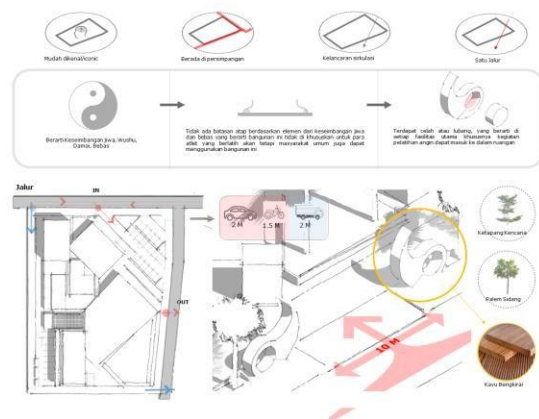 Mudah dikenal/iconic
Berada di persimpangan
Kelancaran sirkulasi
Satu Jalur
Berarti Keseimbangan jiwa, Wushu,
Damai, Bebas
Tidak ada batasan atap berdasarkan elemen dari keseimbangan jiwa
dan bebas yang berarti bangunan ini tidak di khususkan untuk para
atlet yang berlatih akan tetapi masyarakat umum juga dapat
menggunakan bangunan ini
Terdapat celah atau lubang, yang berarti di
setiap fasilitas utama khususnya kegiatan
pelatihan angin dapat masuk ke dalam ruangan
Jalur
IN
OUT
2 M
1.5 M
2 M
10 M
Ketapang Kencana
Palem Sadang
Kayu Bengkirai